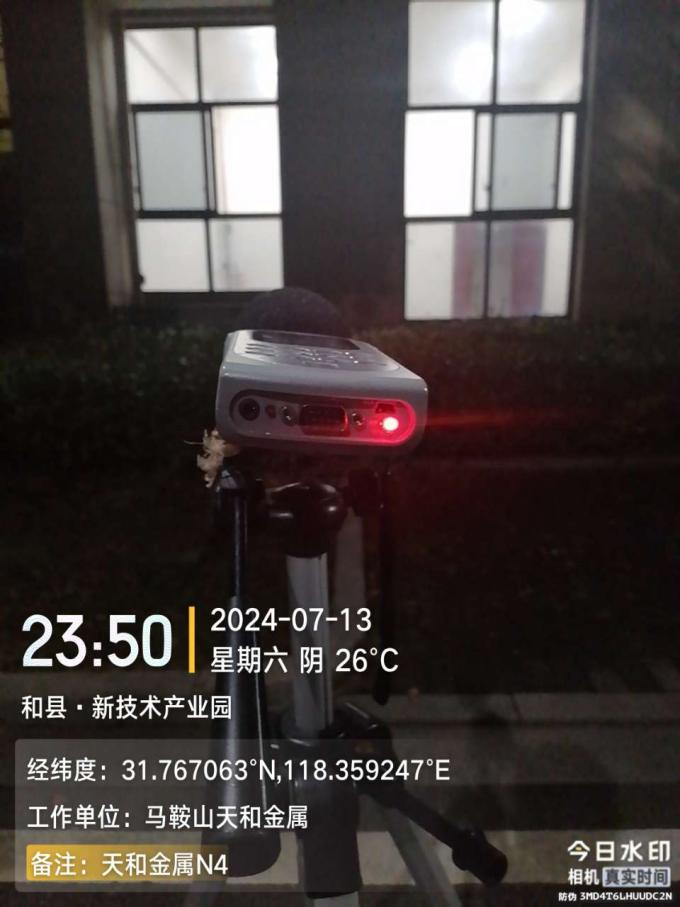 23:50
2024-07-13
星期六 阴 26°C
和县·新技术产业园
经纬度：31.767063°N,118.359247°E
工作单位：马鞍山天和金属
备注：天和金属N4
今日水印
相机 真实时间
防伪 3MD4T6LHUUDC2N